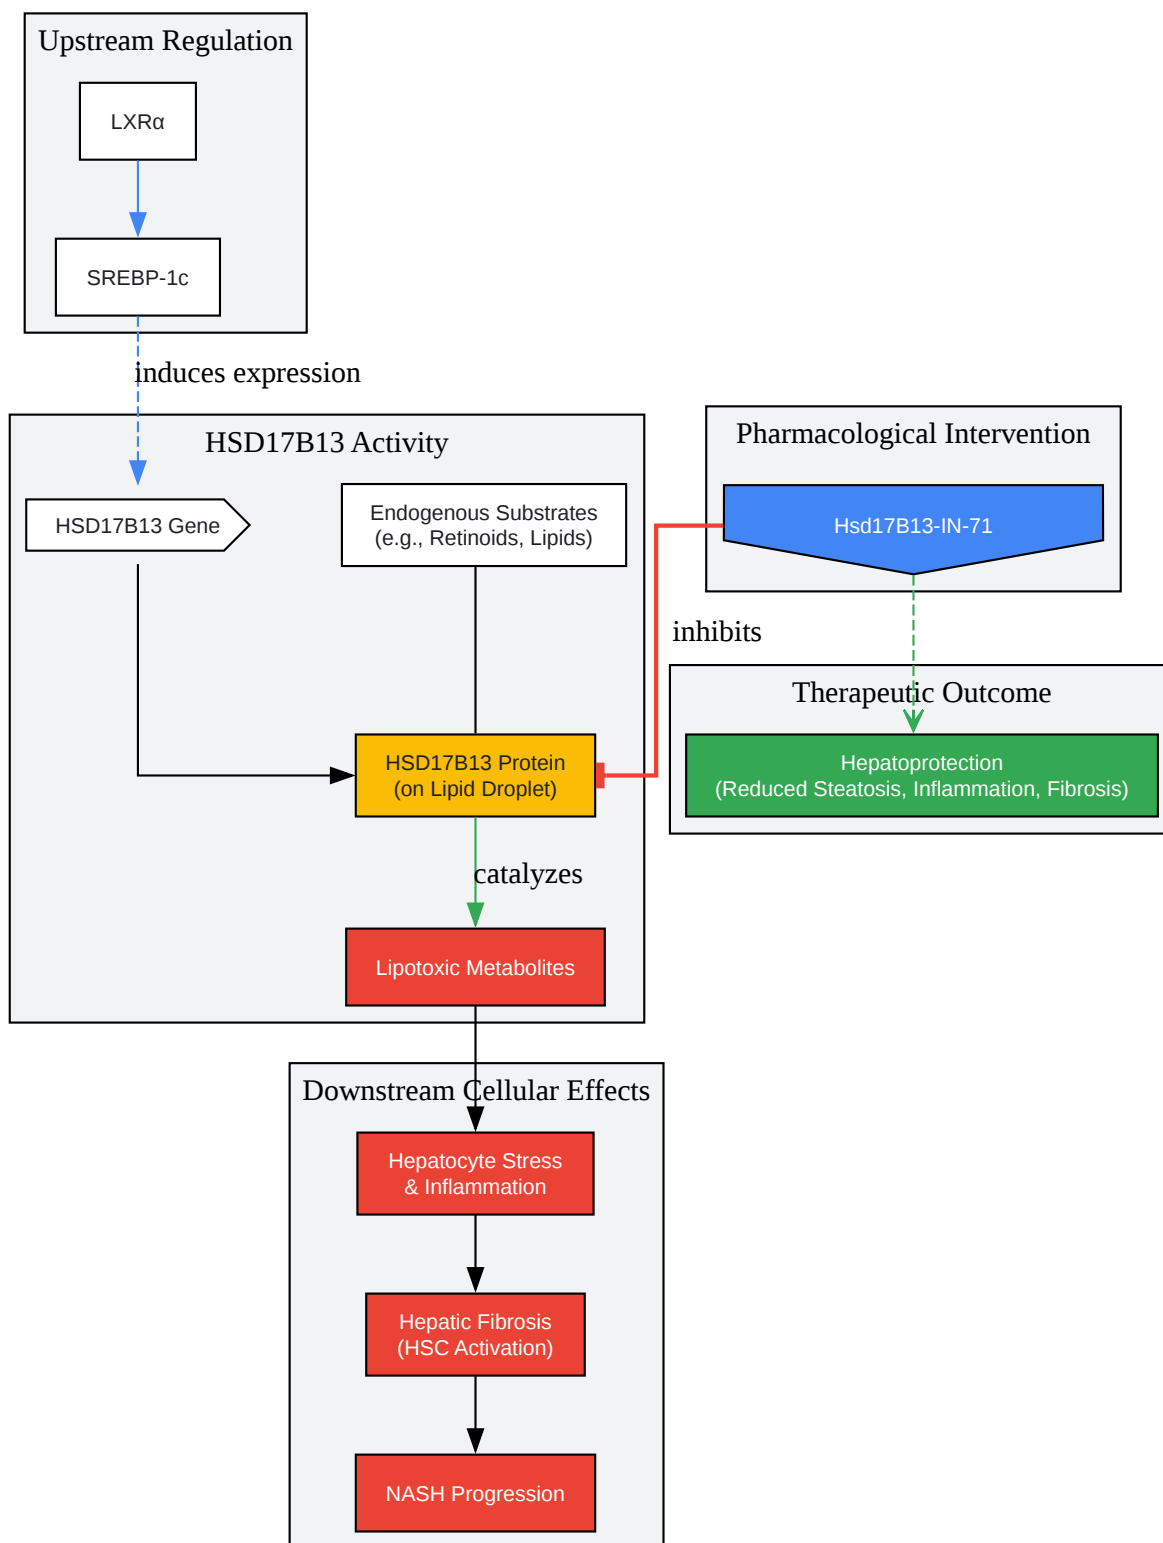 Upstream Regulation
LXRα
SREBP-1c
induces expression
HSD17B13 Activity
HSD17B13 Gene
Endogenous Substrates
(e.g., Retinoids, Lipids)
Pharmacological Intervention
Hsd17B13-IN-71
inhibits
Therapeutic Outcome
Hepatoprotection
(Reduced Steatosis, Inflammation, Fibrosis)
HSD17B13 Protein
(on Lipid Droplet)
catalyzes
Lipotoxic Metabolites
Downstream Cellular Effects
Hepatocyte Stress
& Inflammation
Hepatic Fibrosis
(HSC Activation)
NASH Progression